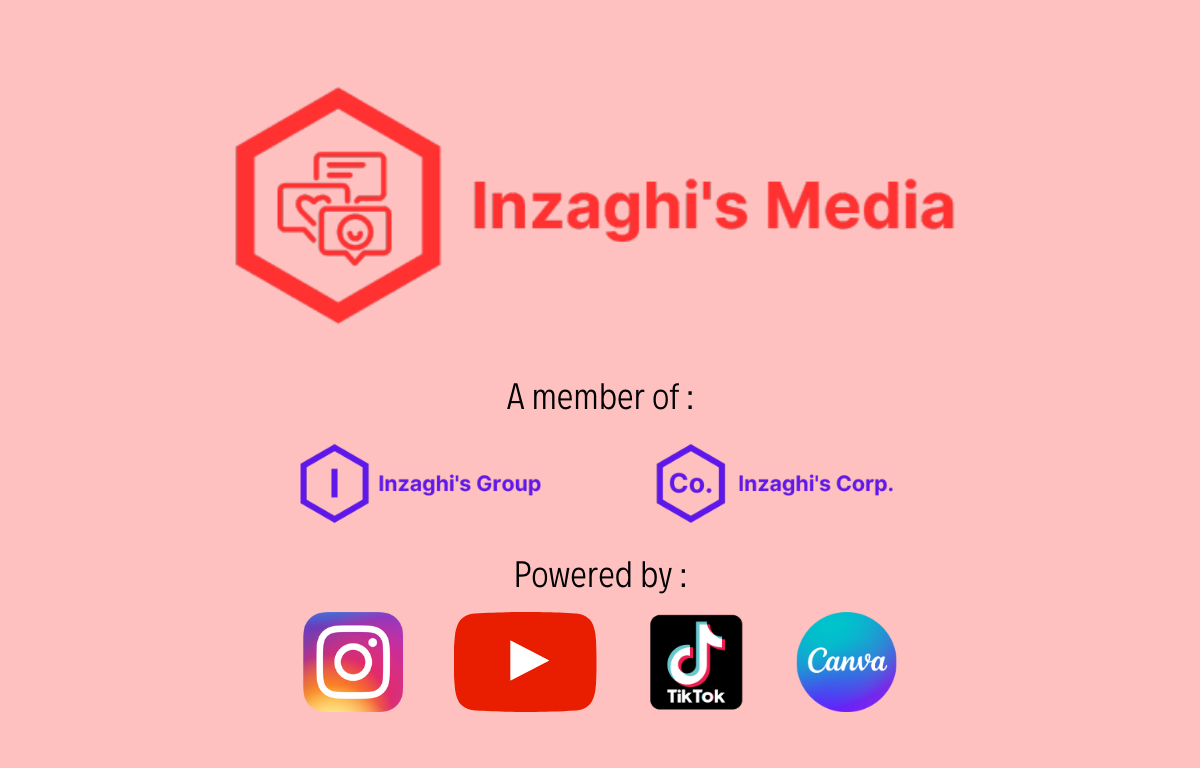 Inzaghi's Media
A member of :
I Inzaghi's Group
Co. Inzaghi's Corp.
Powered by :
TikTok
Canva